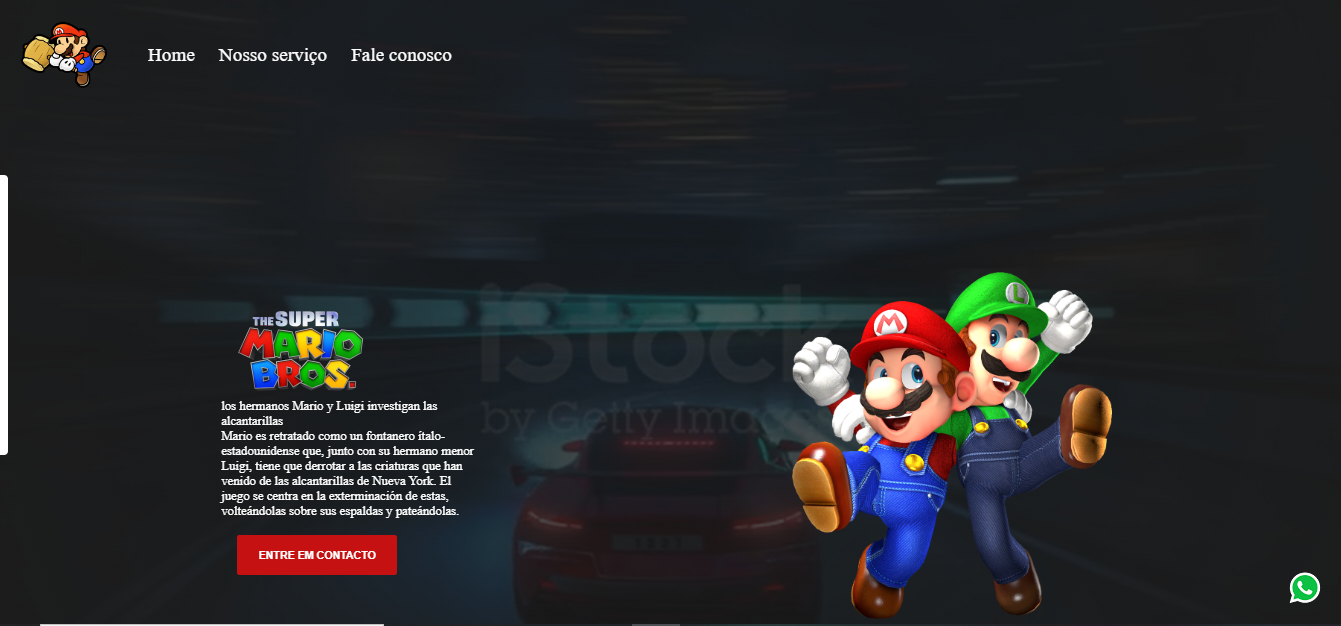 Home Nosso serviço Fale conosco
iStock
by Getty Ima
THE SUPER
MARIO
BROS.
los hermanos Mario y Luigi investigan las
alcantarillas
Mario es retratado como un fontanero ítalo-
estadounidense que, junto con su hermano menor
Luigi, tiene que derrotar a las criaturas que han
venido de las alcantarillas de Nueva York. El
juego se centra en la exterminación de estas,
volteándolas sobre sus espaldas y pateándolas.
ENTRE EM CONTACTO
M
L
M